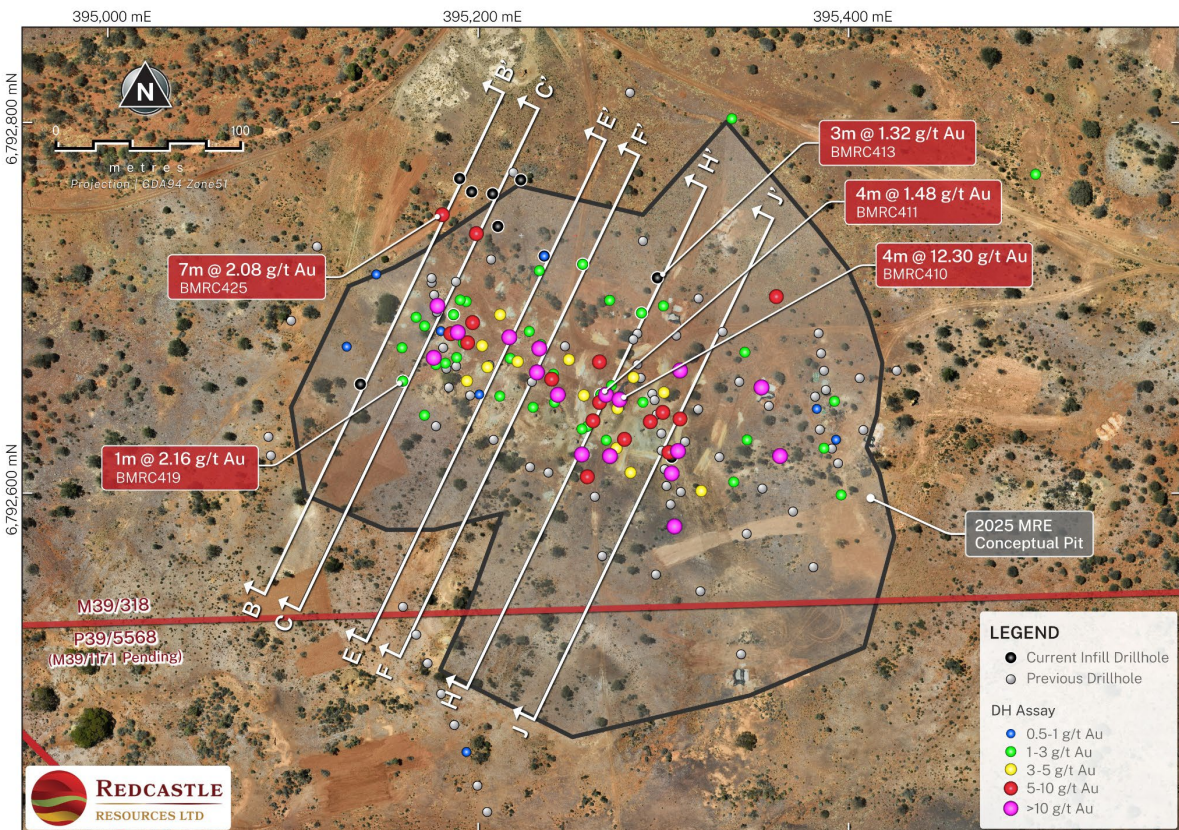 395,000 mE
395,200 mE
395,400 mE
6,792,800 mN
6,792,600 mN
N
0
100
metres
Projection: GDA94 Zone51
B'
C'
E'
F'
H'
J'
3m @ 1.32 g/t Au
BMRC413
4m @ 1.48 g/t Au
BMRC411
4m @ 12.30 g/t Au
BMRC410
7m @ 2.08 g/t Au
BMRC425
1m @ 2.16 g/t Au
BMRC419
2025 MRE
Conceptual Pit
B
C
E
F
H
J
M39/318
P39/5568
(M39/1171 Pending)
LEGEND
Current Infill Drillhole
Previous Drillhole
DH Assay
0.5-1 g/t Au
1-3 g/t Au
3-5 g/t Au
5-10 g/t Au
>10 g/t Au
REDCASTLE
RESOURCES LTD